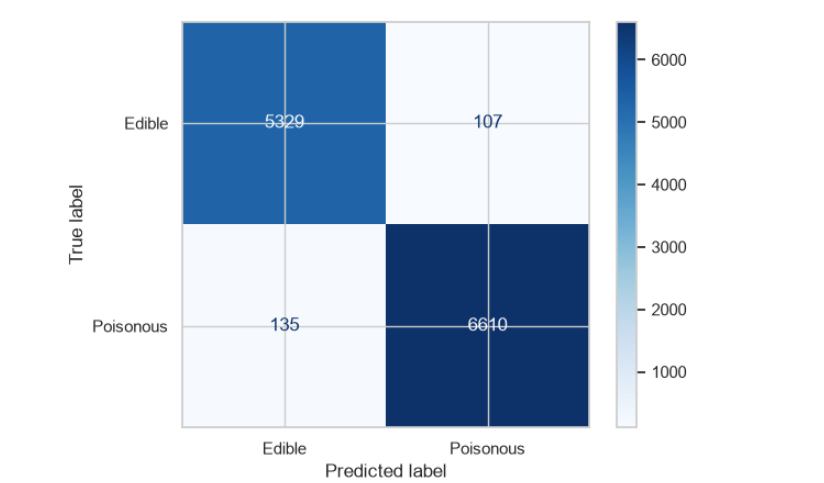 6000
Edible
5329
107
5000
4000
True label
3000
Poisonous
135
6610
2000
1000
Edible
Poisonous
Predicted label